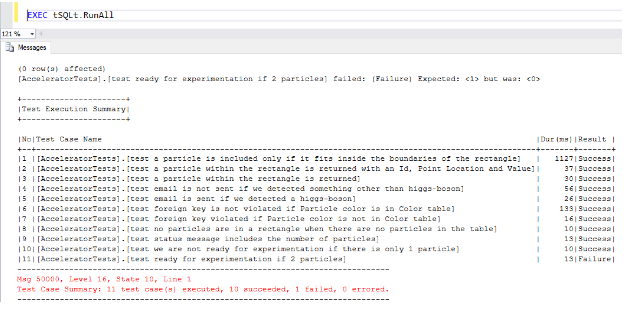 EXEC tSQLt.RunAll
121 %
Messages
(0 row(s) affected)
[AcceleratorTests].[test ready for experimentation if 2 particles] failed: (Failure) Expected: <1> but was: <0>
+----------------------+
|Test Execution Summary|
+----------------------+
|No|Test Case Name |Dur(ms)|Result |
|1 |[AcceleratorTests].[test a particle is included only if it fits inside the boundaries of the rectangle] | 1127|Success|
|2 |[AcceleratorTests].[test a particle within the rectangle is returned with an Id, Point Location and Value]| 37|Success|
|3 |[AcceleratorTests].[test a particle within the rectangle is returned] | 30|Success|
|4 |[AcceleratorTests].[test email is not sent if we detected something other than higgs-boson] | 56|Success|
|5 |[AcceleratorTests].[test email is sent if we detected a higgs-boson] | 26|Success|
|6 |[AcceleratorTests].[test foreign key is not violated if Particle color is in Color table] | 133|Success|
|7 |[AcceleratorTests].[test foreign key violated if Particle color is not in Color table] | 16|Success|
|8 |[AcceleratorTests].[test no particles are in a rectangle when there are no particles in the table] | 10|Success|
|9 |[AcceleratorTests].[test status message includes the number of particles] | 13|Success|
|10|[AcceleratorTests].[test we are not ready for experimentation if there is only 1 particle] | 10|Success|
|11|[AcceleratorTests].[test ready for experimentation if 2 particles] | 13|Failure|
Msg 50000, Level 16, State 10, Line 1
Test Case Summary: 11 test case(s) executed, 10 succeeded, 1 failed, 0 errored.